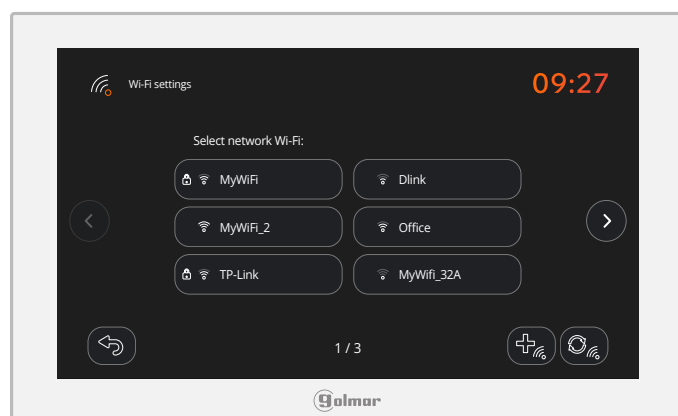 Wi-Fi settings
09:27
Select network Wi-Fi:
MyWiFi
Dlink
MyWiFi_2
Office
TP-Link
MyWifi_32A
1 / 3
golmar